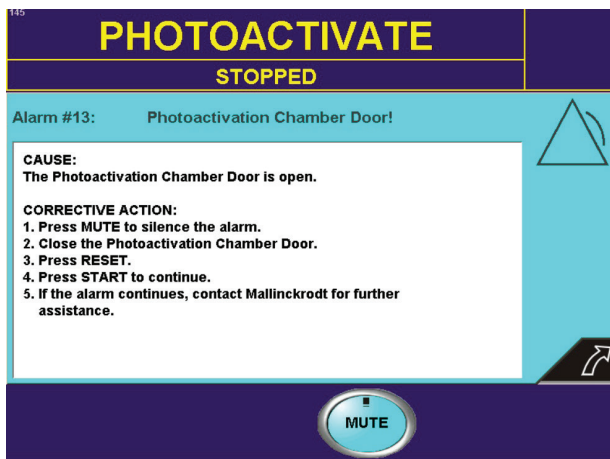 145
PHOTOACTIVATE
STOPPED
Alarm #13: Photoactivation Chamber Door!
CAUSE:
The Photoactivation Chamber Door is open.
CORRECTIVE ACTION:
1. Press MUTE to silence the alarm.
2. Close the Photoactivation Chamber Door.
3. Press RESET.
4. Press START to continue.
5. If the alarm continues, contact Mallinckrodt for further
assistance.
MUTE